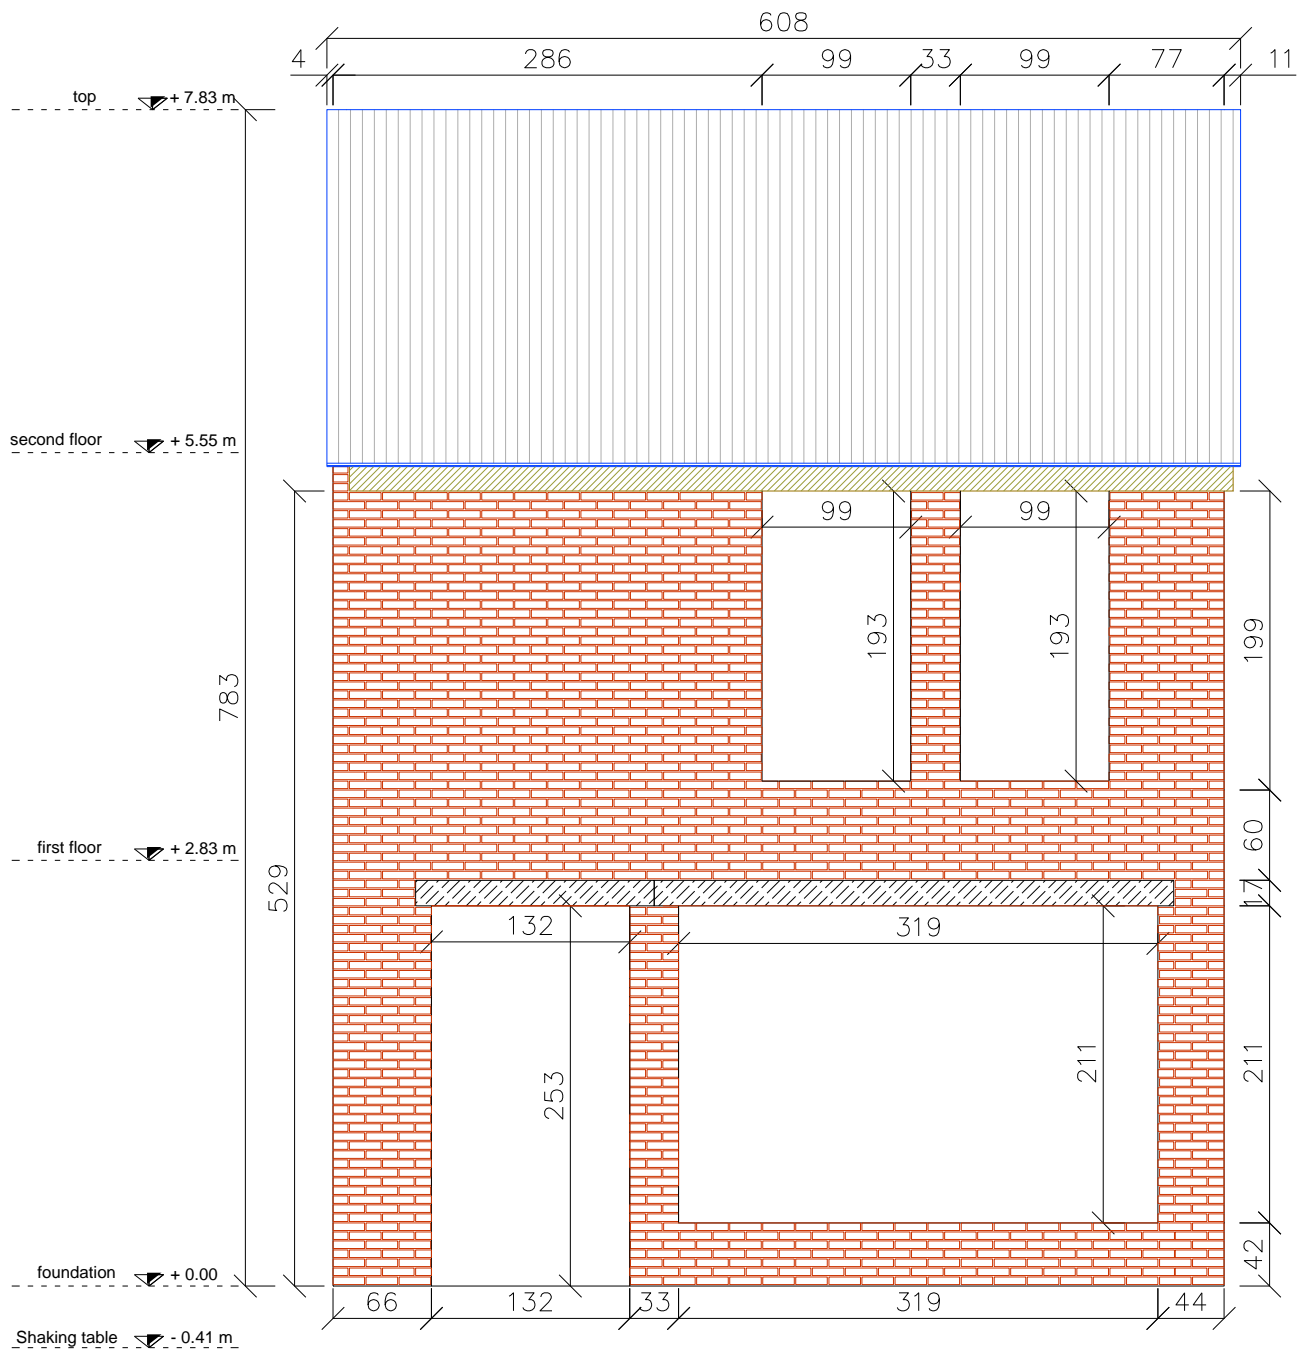 608
4 286 99 33 99 77 11
top + 7.83 m
second floor + 5.55 m
99 99
193 193 199
783
60
first floor + 2.83 m
529
17
132 319
253 211 211
42
foundation + 0.00
66 132 33 319 44
Shaking table - 0.41 m